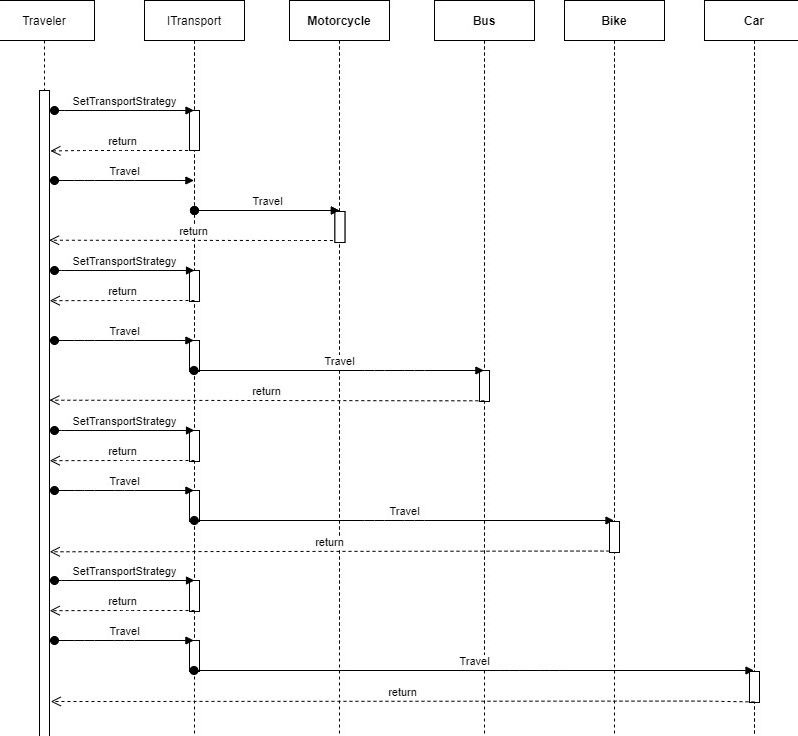 Traveler
ITransport
Motorcycle
Bus
Bike
Car
SetTransportStrategy
return
Travel
Travel
return
SetTransportStrategy
return
Travel
Travel
return
SetTransportStrategy
return
Travel
Travel
return
SetTransportStrategy
return
Travel
Travel
return